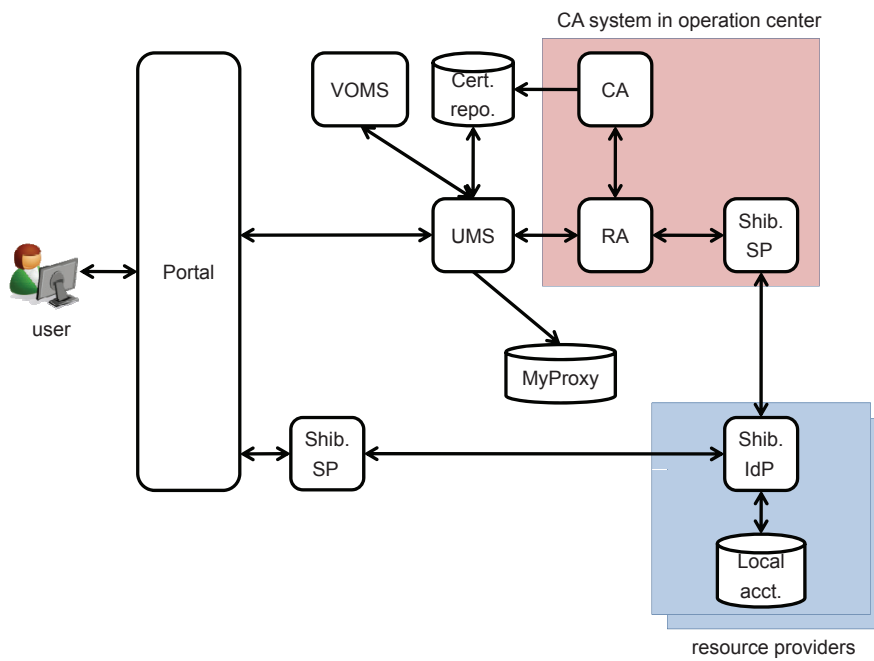 CA system in operation center
VOMS
Cert.
repo.
CA
Portal
UMS
RA
Shib.
SP
user
MyProxy
Shib.
SP
Shib.
IdP
Local
acct.
resource providers